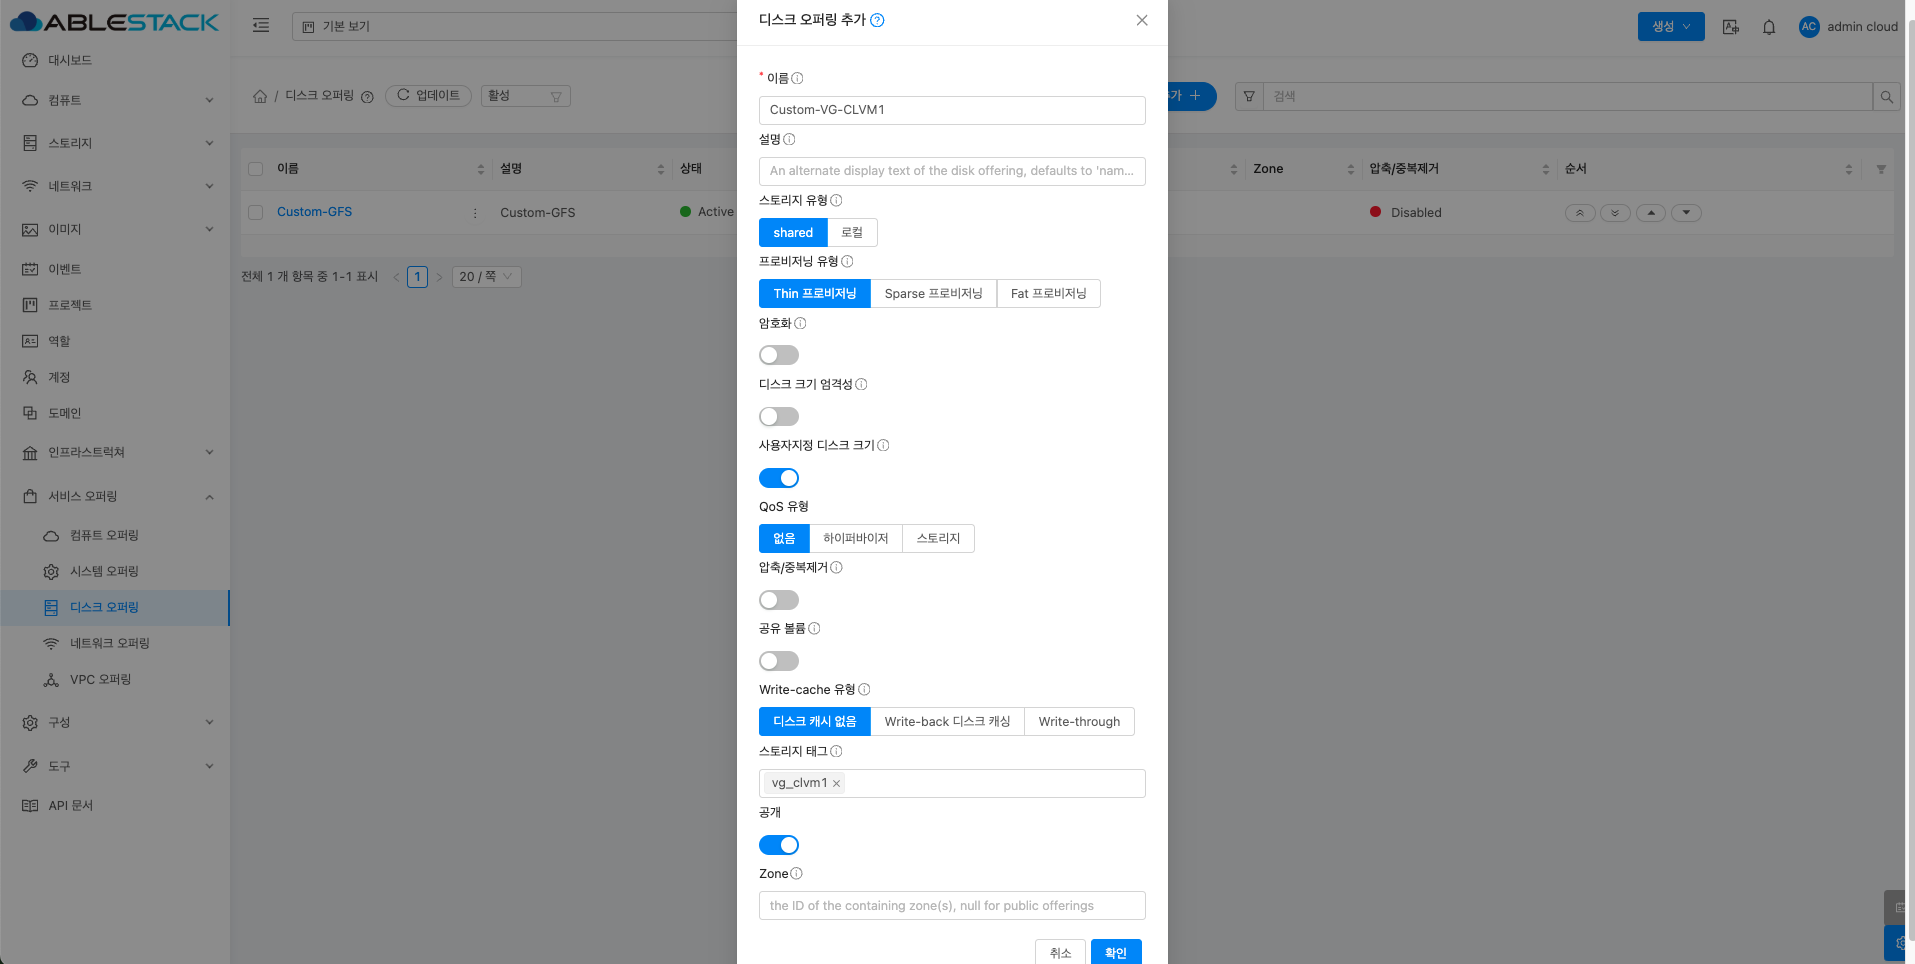 ABLESTACK
대시보드
컴퓨트
스토리지
네트워크
이미지
이벤트
프로젝트
역할
계정
도메인
인프라스트럭쳐
서비스 오퍼링
컴퓨트 오퍼링
시스템 오퍼링
디스크 오퍼링
네트워크 오퍼링
VPC 오퍼링
구성
도구
API 문서
기본 보기
생성
AC admin cloud
/ 디스크 오퍼링 업데이트 활성
검색
이름 설명 상태 Zone 압축/중복제거 순서
Custom-GFS Custom-GFS Active Disabled
전체 1 개 항목 중 1-1 표시 < 1 > 20 / 쪽
디스크 오퍼링 추가
* 이름
Custom-VG-CLVM1
설명
An alternate display text of the disk offering, defaults to 'nam...
스토리지 유형
shared 로컬
프로비저닝 유형
Thin 프로비저닝 Sparse 프로비저닝 Fat 프로비저닝
암호화
디스크 크기 엄격성
사용자지정 디스크 크기
QoS 유형
없음 하이퍼바이저 스토리지
압축/중복제거
공유 볼륨
Write-cache 유형
디스크 캐시 없음 Write-back 디스크 캐싱 Write-through
스토리지 태그
vg_clvm1
공개
Zone
the ID of the containing zone(s), null for public offerings
취소 확인